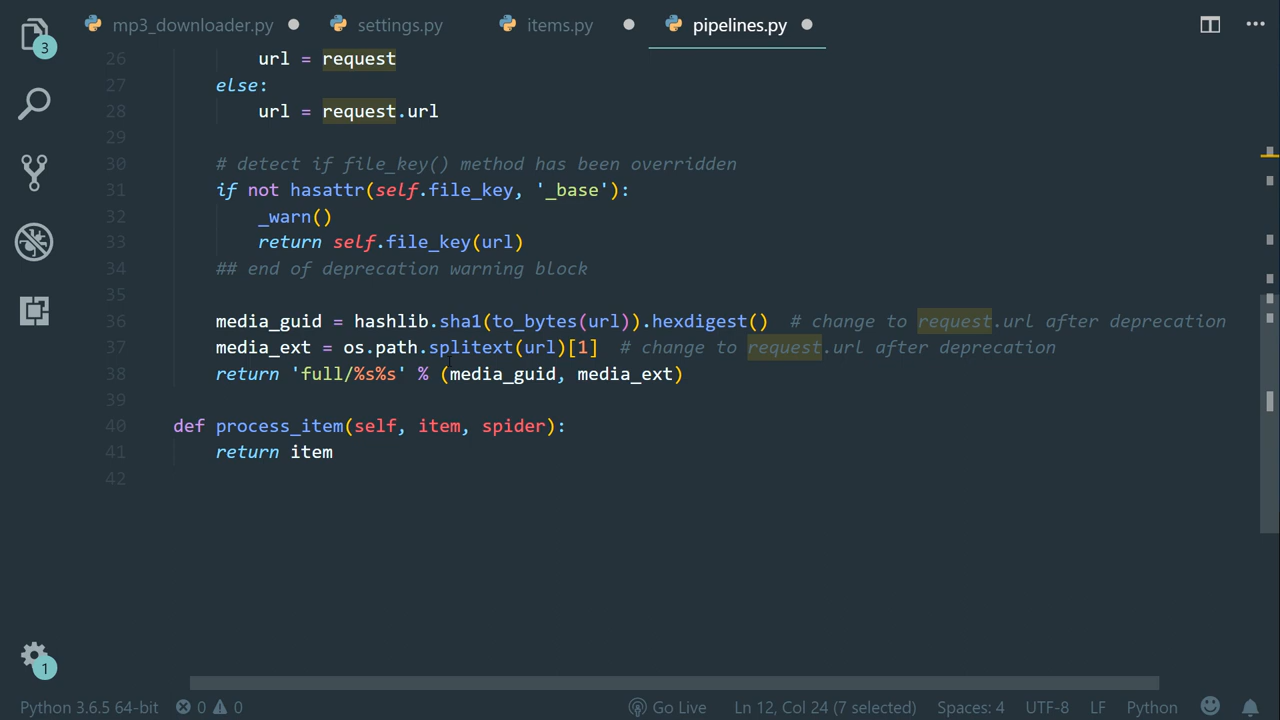 mp3_downloader.py settings.py items.py pipelines.py
26 url = request
27 else:
28 url = request.url
29
30 # detect if file_key() method has been overridden
31 if not hasattr(self.file_key, '_base'):
32 _warn()
33 return self.file_key(url)
34 ## end of deprecation warning block
35
36 media_guid = hashlib.sha1(to_bytes(url)).hexdigest()  # change to request.url after deprecation
37 media_ext = os.path.splitext(url)[1]  # change to request.url after deprecation
38 return 'full/%s%s' % (media_guid, media_ext)
39
40 def process_item(self, item, spider):
41 return item
42
3
1
Python 3.6.5 64-bit 0 0 Go Live Ln 12, Col 24 (7 selected) Spaces: 4 UTF-8 LF Python